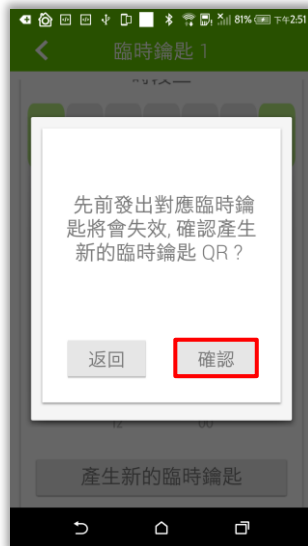 81% 下午2:51
臨時鑰匙 1
先前發出對應臨時鑰
匙將會失效, 確認產生
新的臨時鑰匙 QR？
返回 確認
12 00
產生新的臨時鑰匙